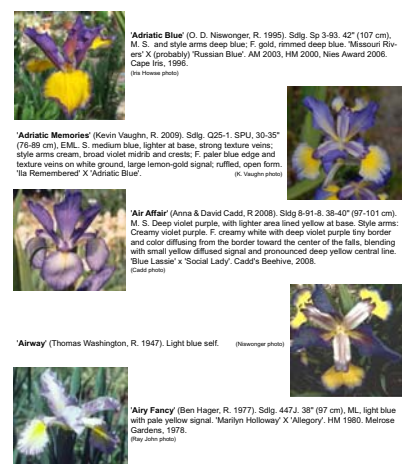 'Adriatic Blue' (O. D. Niswonger, R. 1995). Sdlg. Sp 3-93. 42" (107 cm),
M. S. and style arms deep blue; F. gold, rimmed deep blue. 'Missouri Riv-
ers' X (probably) 'Russian Blue'. AM 2003, HM 2000, Nies Award 2006.
Cape Iris, 1996.
(Iris Howse photo)
'Adriatic Memories' (Kevin Vaughn, R. 2009). Sdlg. Q25-1. SPU, 30-35"
(76-89 cm), EML. S. medium blue, lighter at base, strong texture veins;
style arms cream, broad violet midrib and crests; F. paler blue edge and
texture veins on white ground, large lemon-gold signal; ruffled, open form.
'Ila Remembered' X 'Adriatic Blue'. (K. Vaughn photo)
'Air Affair' (Anna & David Cadd, R 2008). Sldg 8-91-8. 38-40" (97-101 cm).
M. S. Deep violet purple, with lighter area lined yellow at base. Style arms:
Creamy violet purple. F. creamy white with deep violet purple tiny border
and color diffusing from the border toward the center of the falls, blending
with small yellow diffused signal and pronounced deep yellow central line.
'Blue Lassie' x 'Social Lady'. Cadd's Beehive, 2008.
(Cadd photo)
'Airway' (Thomas Washington, R. 1947). Light blue self. (Niswonger photo)
'Airy Fancy' (Ben Hager, R. 1977). Sdlg. 447J. 38" (97 cm), ML, light blue
with pale yellow signal. 'Marilyn Holloway' X 'Allegory'. HM 1980. Melrose
Gardens, 1978.
(Ray John photo)